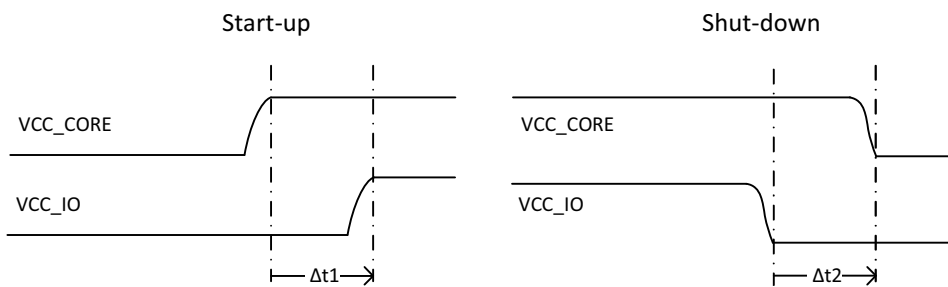 Start-up
VCC_CORE
VCC_IO
Δt1
Shut-down
VCC_CORE
VCC_IO
Δt2